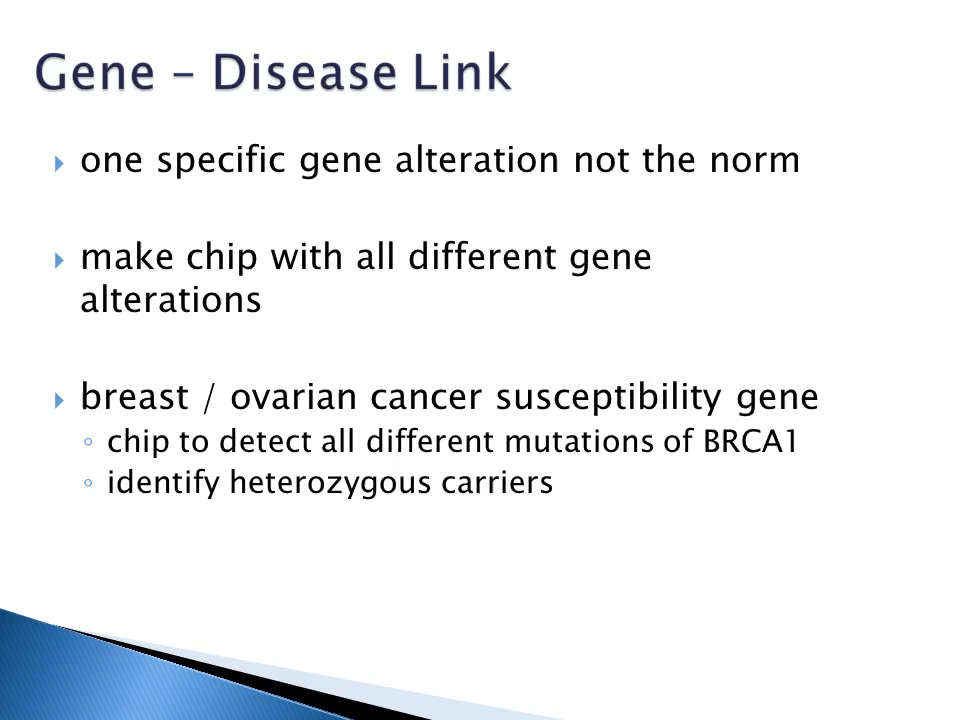 Gene – Disease Link
one specific gene alteration not the norm
make chip with all different gene
alterations
breast / ovarian cancer susceptibility gene
chip to detect all different mutations of BRCA1
identify heterozygous carriers